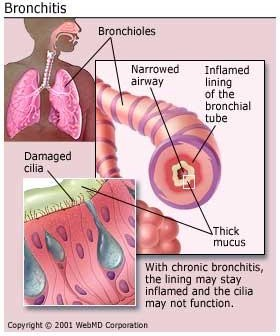 Bronchitis
Bronchioles
Narrowed
airway
Inflamed
lining
of the
bronchial
tube
Damaged
cilia
Thick
mucus
With chronic bronchitis,
the lining may stay
inflamed and the cilia
may not function.
Copyright © 2001 WebMD Corporation